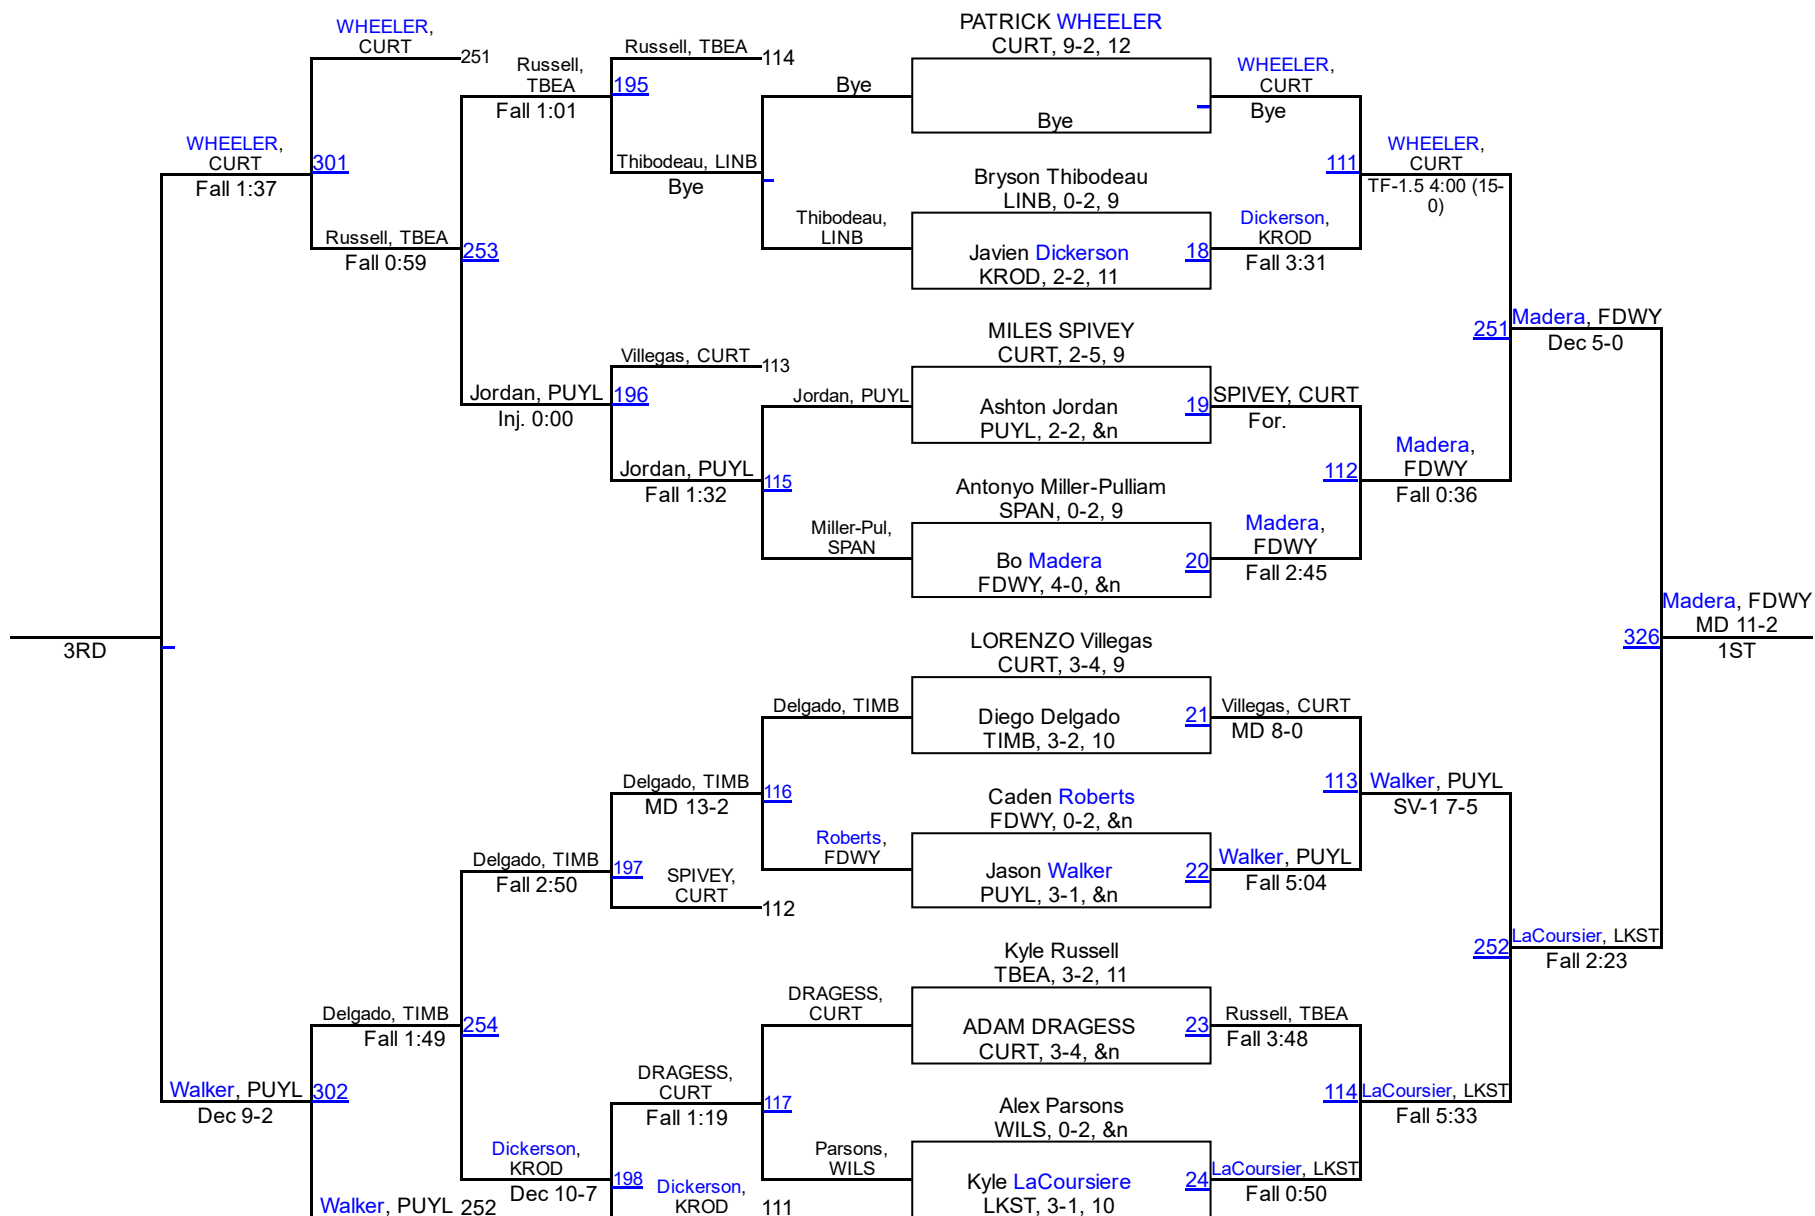 WHEELER,
CURT
251
WHEELER,
CURT
Fall 1:37
301
Russell, TBEA
Fall 0:59
Russell,
TBEA
Fall 1:01
253
Jordan, PUYL
Inj. 0:00
Russell, TBEA
114
195
Thibodeau, LINB
Bye
Villegas, CURT
113
196
Jordan, PUYL
Fall 1:32
Bye
Thibodeau,
LINB
Jordan, PUYL
115
Miller-Pul,
SPAN
PATRICK WHEELER
CURT, 9-2, 12
Bye
Bryson Thibodeau
LINB, 0-2, 9
Javien Dickerson
KROD, 2-2, 11
18
MILES SPIVEY
CURT, 2-5, 9
Ashton Jordan
PUYL, 2-2, &n
19
Antonyo Miller-Pulliam
SPAN, 0-2, 9
Bo Madera
FDWY, 4-0, &n
20
WHEELER,
CURT
Bye
111
Dickerson,
KROD
Fall 3:31
SPIVEY, CURT
For.
112
Madera,
FDWY
Fall 2:45
WHEELER,
CURT
TF-1.5 4:00 (15-
0)
251
Madera,
FDWY
Fall 0:36
Madera, FDWY
Dec 5-0
3RD
326
Madera, FDWY
MD 11-2
1ST
Walker, PUYL
Dec 9-2
302
Delgado, TIMB
Fall 1:49
Walker, PUYL 252
Delgado, TIMB
Fall 2:50
254
Dickerson,
KROD
Dec 10-7
Delgado, TIMB
MD 13-2
197
SPIVEY,
CURT
112
DRAGESS,
CURT
Fall 1:19
198
Dickerson,
KROD
111
Delgado, TIMB
116
Roberts,
FDWY
DRAGESS,
CURT
117
Parsons,
WILS
LORENZO Villegas
CURT, 3-4, 9
Diego Delgado
TIMB, 3-2, 10
21
Caden Roberts
FDWY, 0-2, &n
Jason Walker
PUYL, 3-1, &n
22
Kyle Russell
TBEA, 3-2, 11
ADAM DRAGESS
CURT, 3-4, &n
23
Alex Parsons
WILS, 0-2, &n
Kyle LaCoursiere
LKST, 3-1, 10
24
Villegas, CURT
MD 8-0
113
Walker, PUYL
Fall 5:04
Russell, TBEA
Fall 3:48
114
LaCoursier, LKST
Fall 0:50
Walker, PUYL
SV-1 7-5
252
LaCoursier, LKST
Fall 5:33
LaCoursier, LKST
Fall 2:23